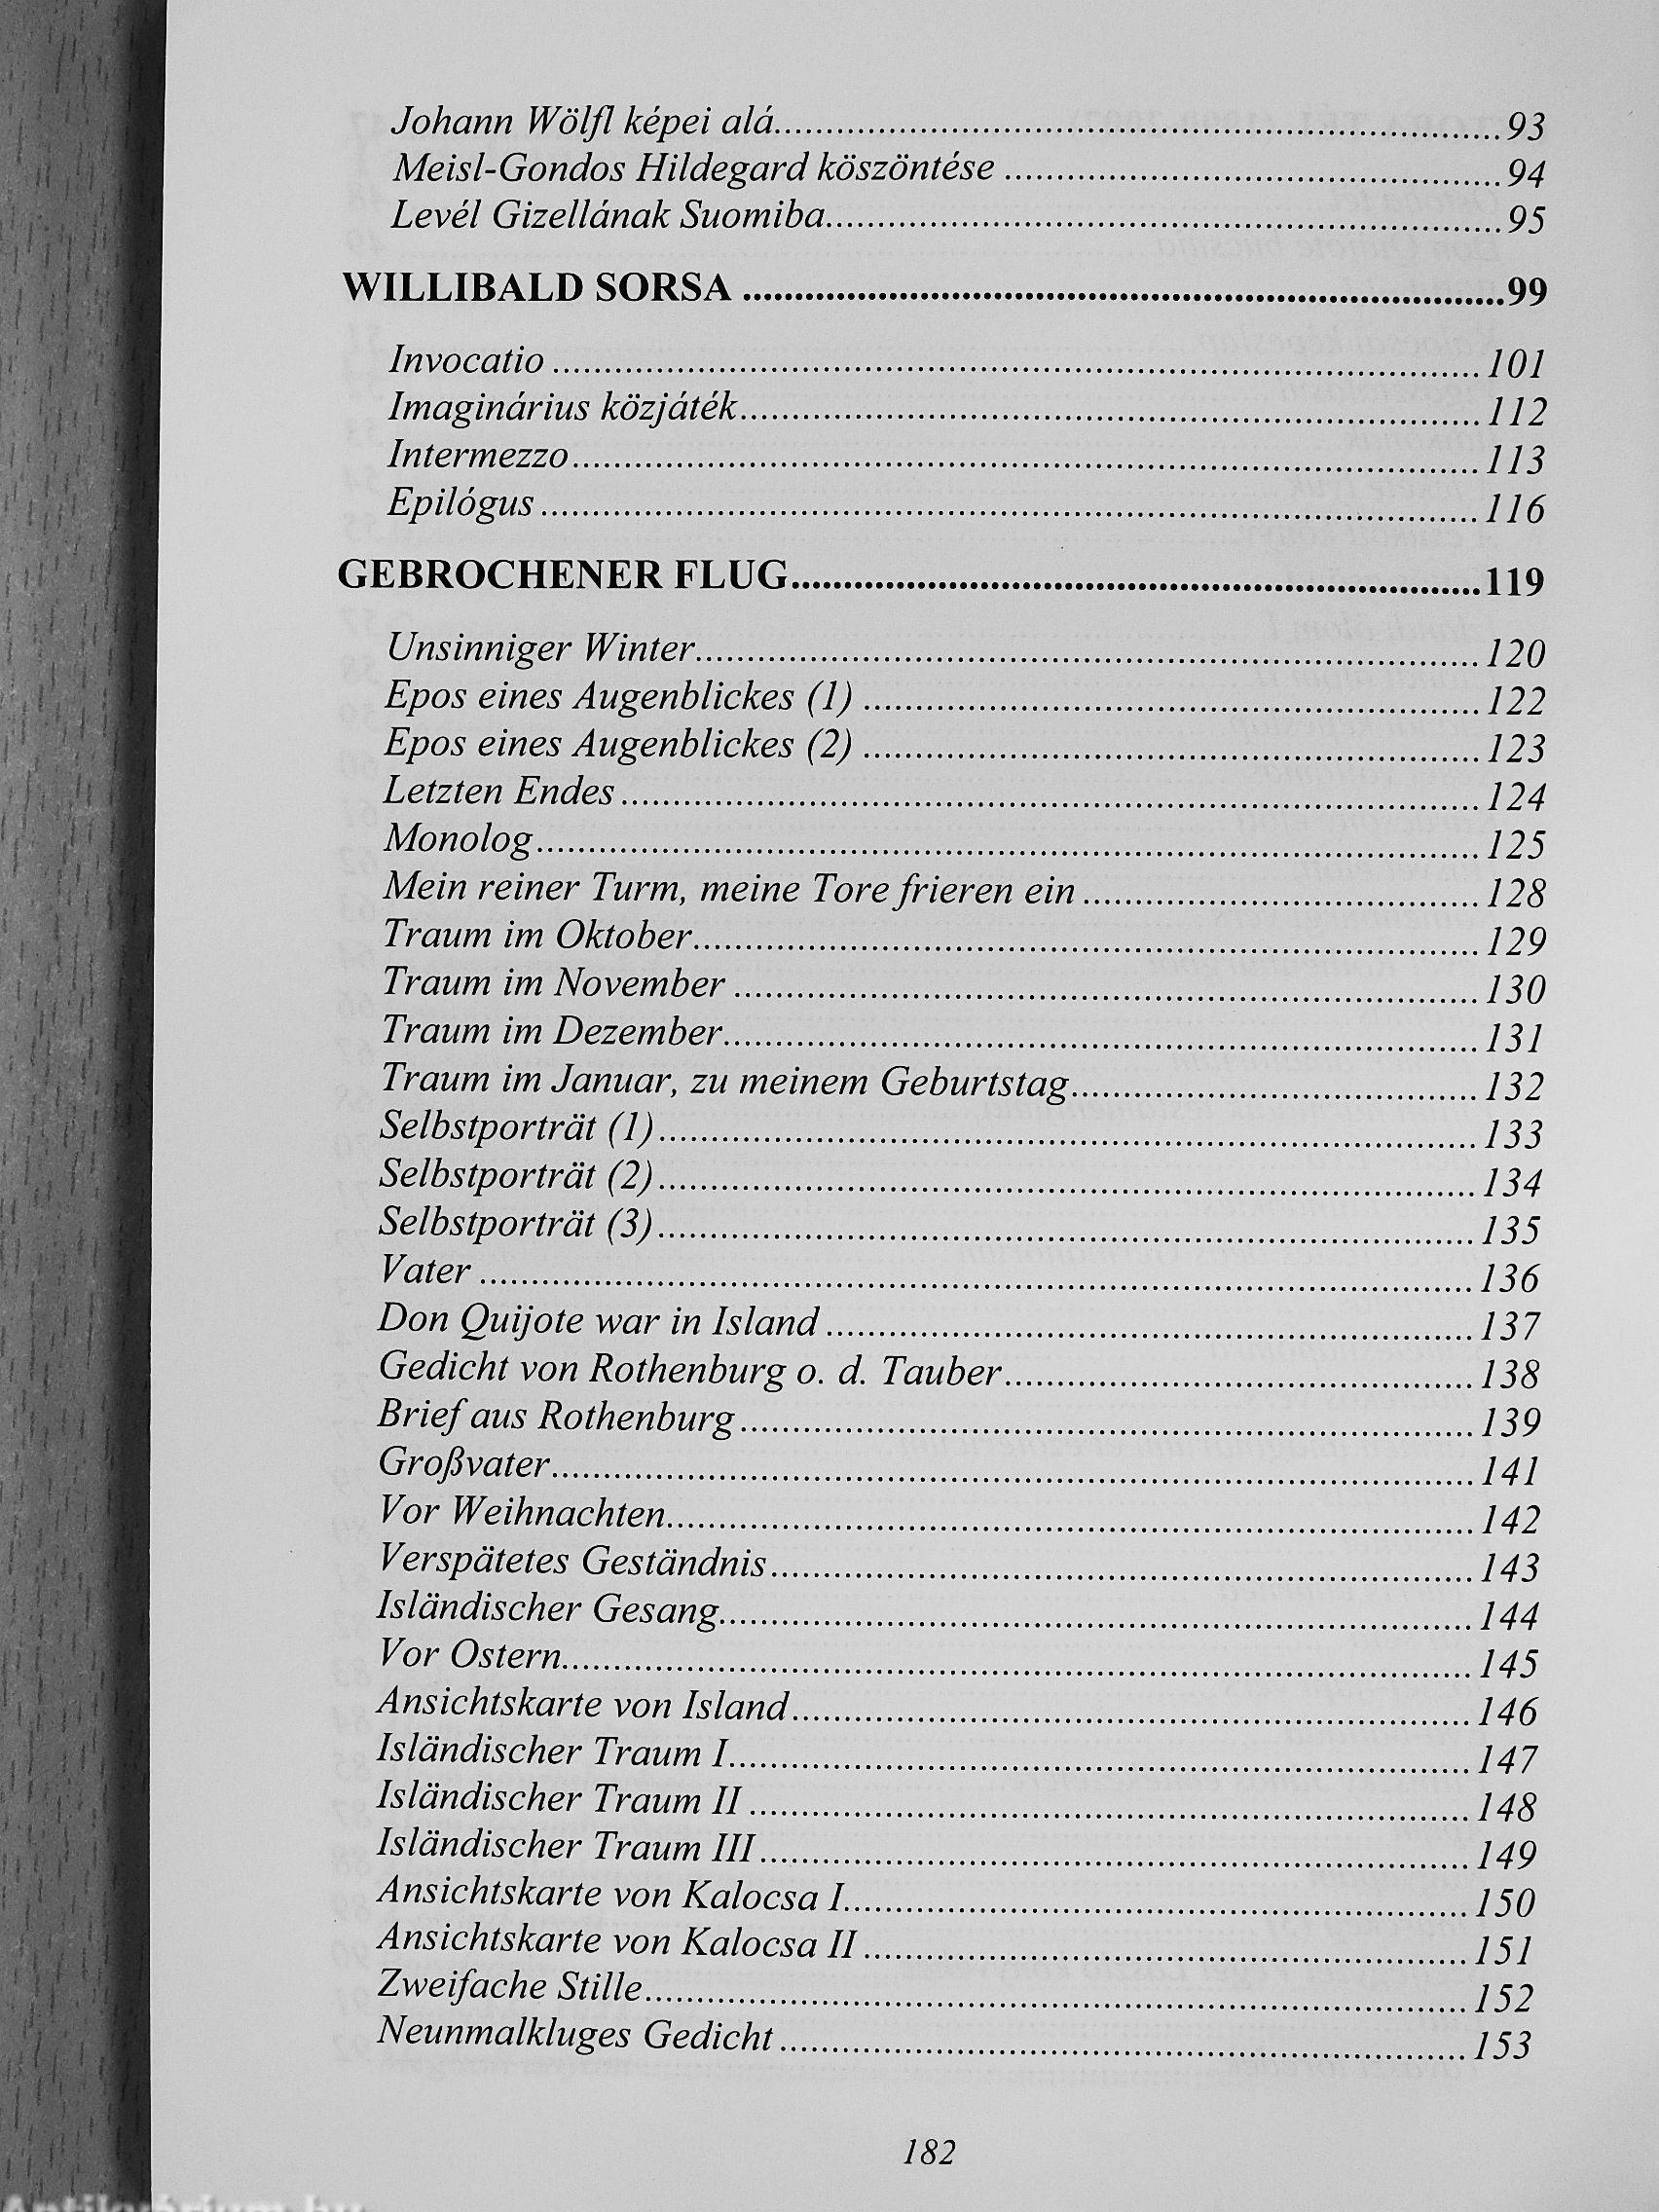 Johann Wölfl képei alá..........93
Meisl-Gondos Hildegard köszöntése..........94
Levél Gizellának Suomiba..........95
WILLIBALD SORSA..........99
Invocatio..........101
Imaginárius közjáték..........112
Intermezzo..........113
Epilógus..........116
GEBROCHENER FLUG..........119
Unsinniger Winter..........120
Epos eines Augenblickes (1)..........122
Epos eines Augenblickes (2)..........123
Letzten Endes..........124
Monolog..........125
Mein reiner Turm, meine Tore frieren ein..........128
Traum im Oktober..........129
Traum im November..........130
Traum im Dezember..........131
Traum im Januar, zu meinem Geburtstag..........132
Selbstporträt (1)..........133
Selbstporträt (2)..........134
Selbstporträt (3)..........135
Vater..........136
Don Quijote war in Island..........137
Gedicht von Rothenburg o. d. Tauber..........138
Brief aus Rothenburg..........139
Großvater..........141
Vor Weihnachten..........142
Verspätetes Geständnis..........143
Isländischer Gesang..........144
Vor Ostern..........145
Ansichtskarte von Island..........146
Isländischer Traum I..........147
Isländischer Traum II..........148
Isländischer Traum III..........149
Ansichtskarte von Kalocsa I..........150
Ansichtskarte von Kalocsa II..........151
Zweifache Stille..........152
Neunmalkluges Gedicht..........153
182